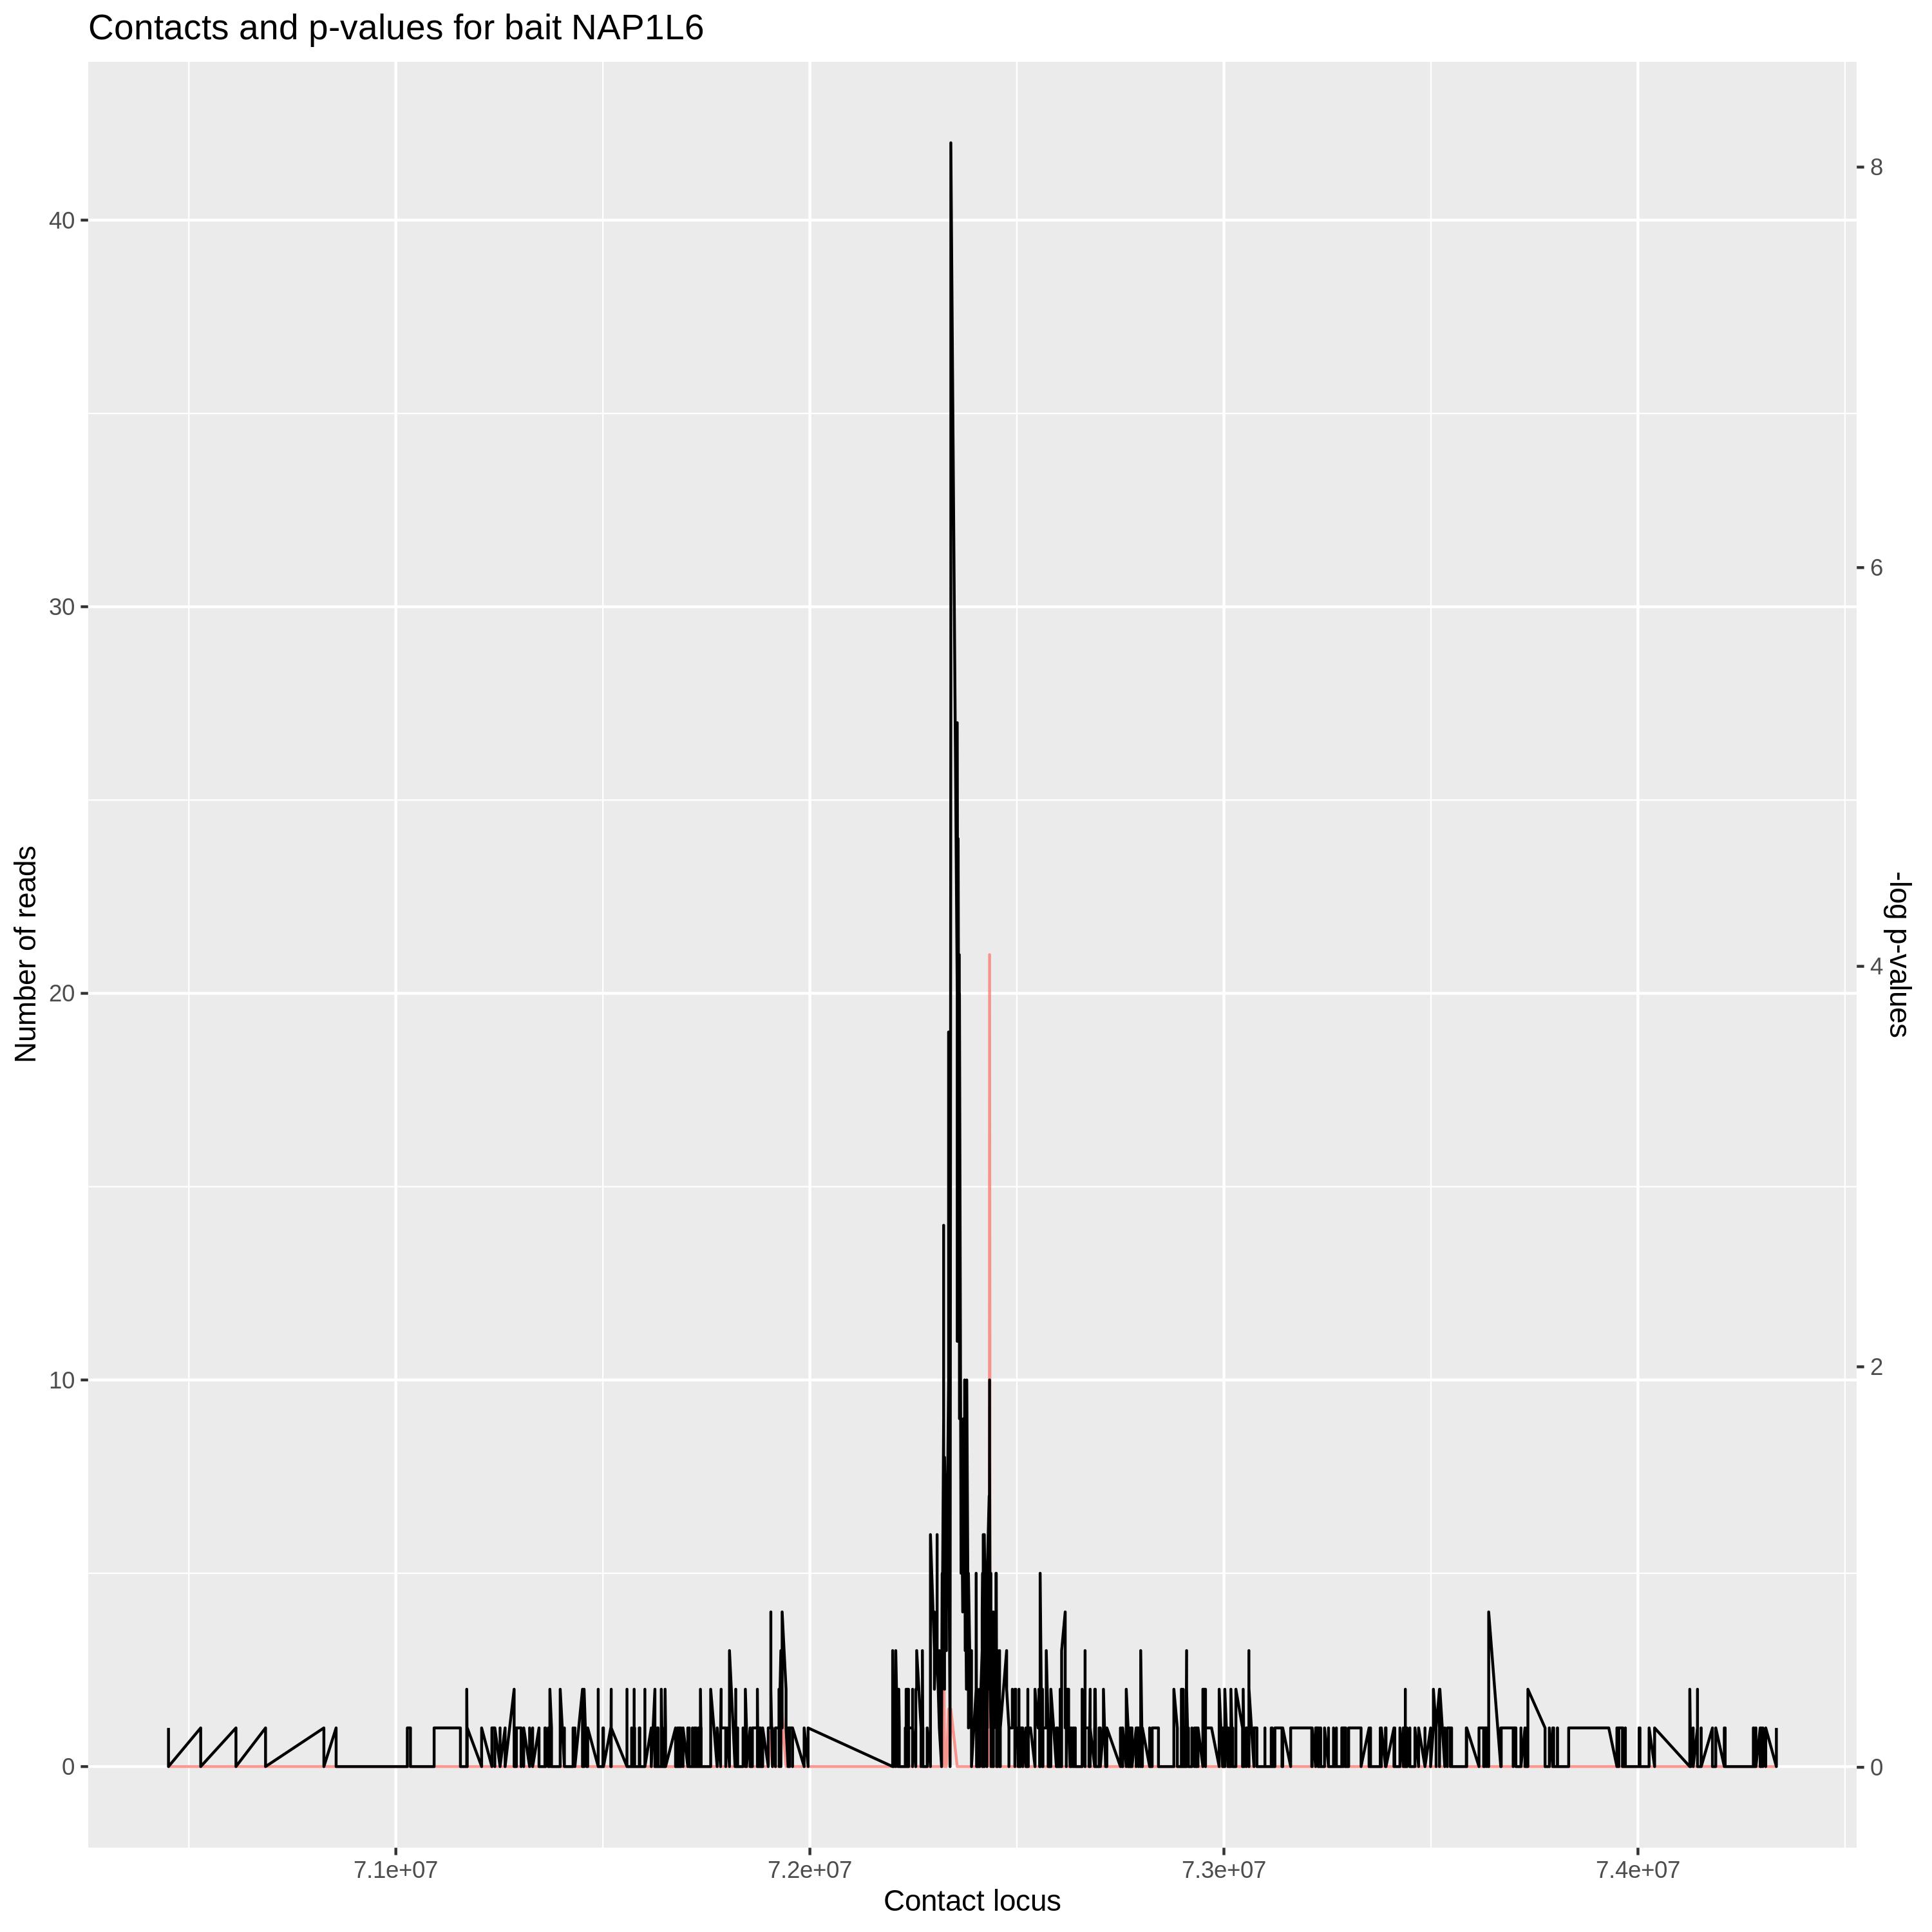 Contacts and p-values for bait NAP1L6
40
30
20
10
0
Number of reads
8
6
4
2
0
-log p-values
7.1e+07 7.2e+07 7.3e+07 7.4e+07
Contact locus